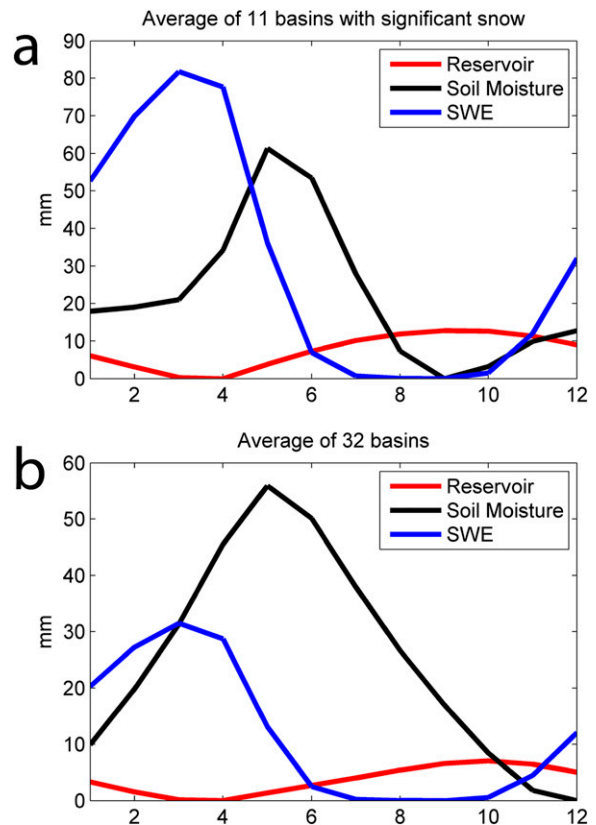 a
Average of 11 basins with significant snow
90
80
70
60
50
40
30
20
10
0
mm
Reservoir
Soil Moisture
SWE
2 4 6 8 10 12
b
Average of 32 basins
60
50
40
30
20
10
0
mm
Reservoir
Soil Moisture
SWE
2 4 6 8 10 12